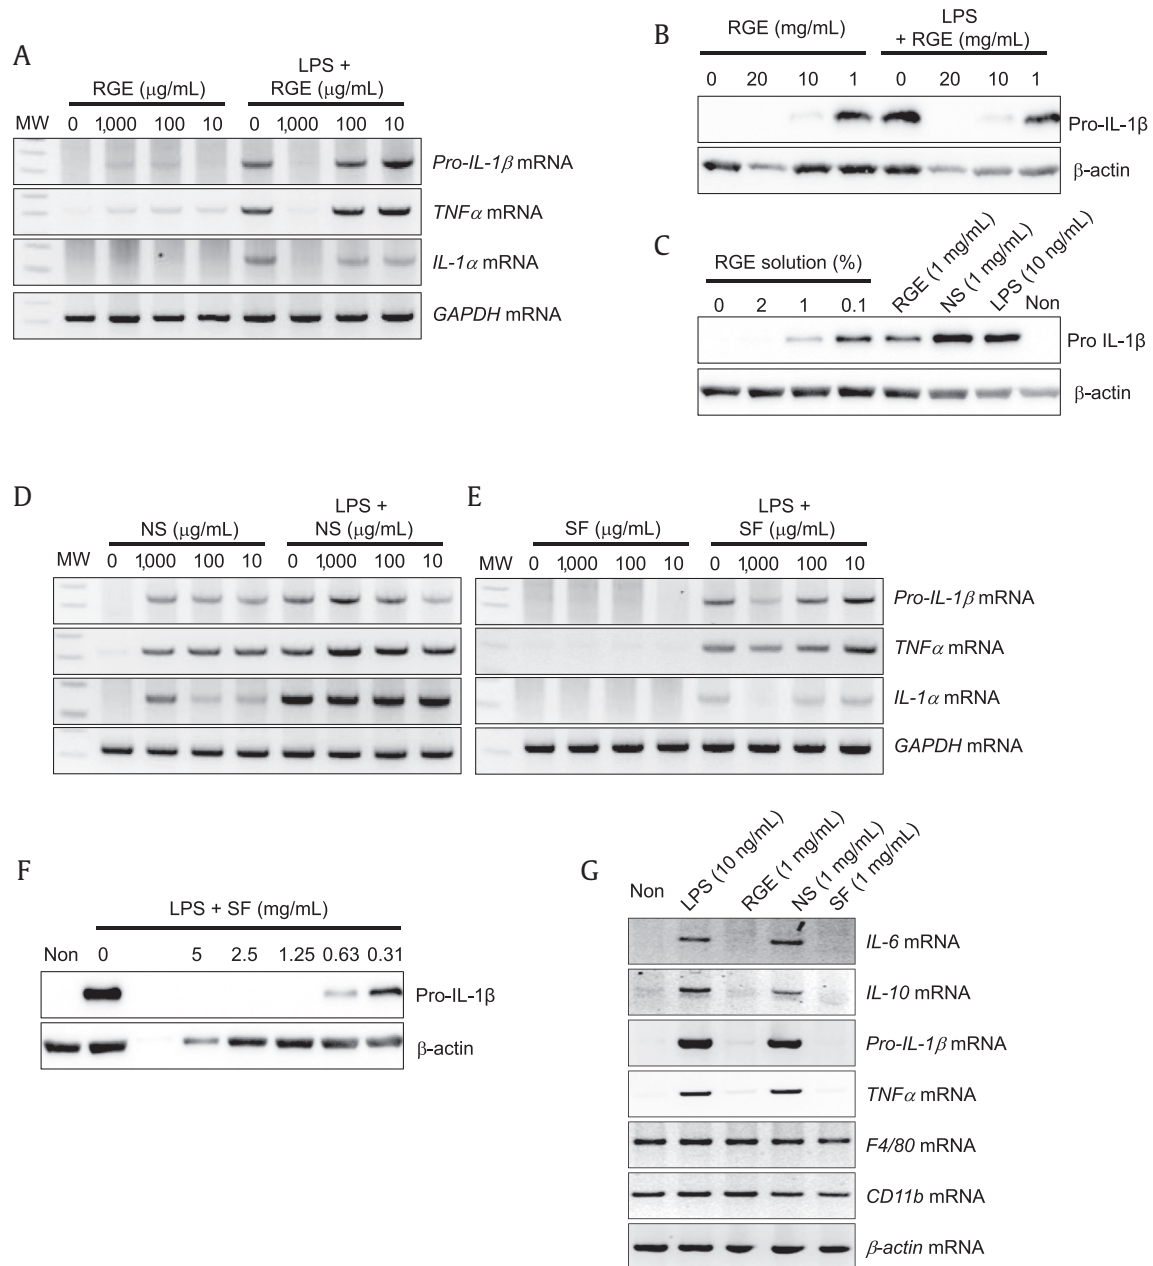 A
RGE (μg/mL)
LPS +
RGE (μg/mL)
MW 0 1,000 100 10 0 1,000 100 10
Pro-IL-1β mRNA
TNFα mRNA
IL-1α mRNA
GAPDH mRNA
B
RGE (mg/mL)
LPS
+ RGE (mg/mL)
0 20 10 1 0 20 10 1
Pro-IL-1β
β-actin
C
RGE solution (%)
0 2 1 0.1 RGE (1 mg/mL) NS (1 mg/mL) LPS (10 ng/mL) Non
Pro IL-1β
β-actin
D
NS (μg/mL)
LPS +
NS (μg/mL)
MW 0 1,000 100 10 0 1,000 100 10
E
SF (μg/mL)
LPS +
SF (μg/mL)
MW 0 1,000 100 10 0 1,000 100 10
Pro-IL-1β mRNA
TNFα mRNA
IL-1α mRNA
GAPDH mRNA
F
LPS + SF (mg/mL)
Non 0 5 2.5 1.25 0.63 0.31
Pro-IL-1β
β-actin
G
Non LPS (10 ng/mL) RGE (1 mg/mL) NS (1 mg/mL) SF (1 mg/mL)
IL-6 mRNA
IL-10 mRNA
Pro-IL-1β mRNA
TNFα mRNA
F4/80 mRNA
CD11b mRNA
β-actin mRNA